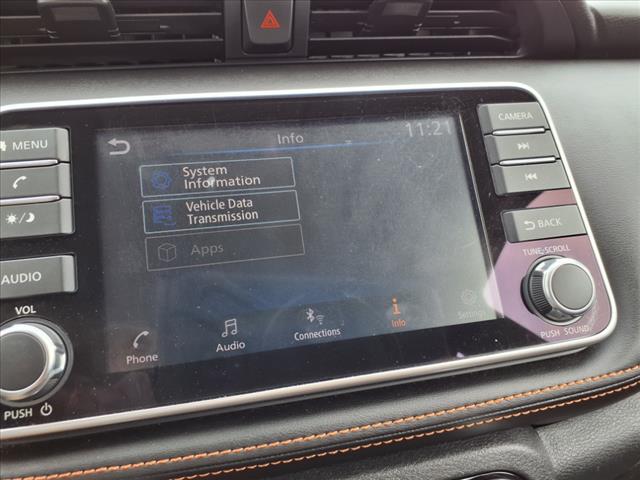 MENU
AUDIO
VOL
PUSH
Info
11:21
System
Information
Vehicle Data
Transmission
Apps
Phone
Audio
Connections
Info
Settings
CAMERA
BACK
TUNE·SCROLL
PUSH SOUND